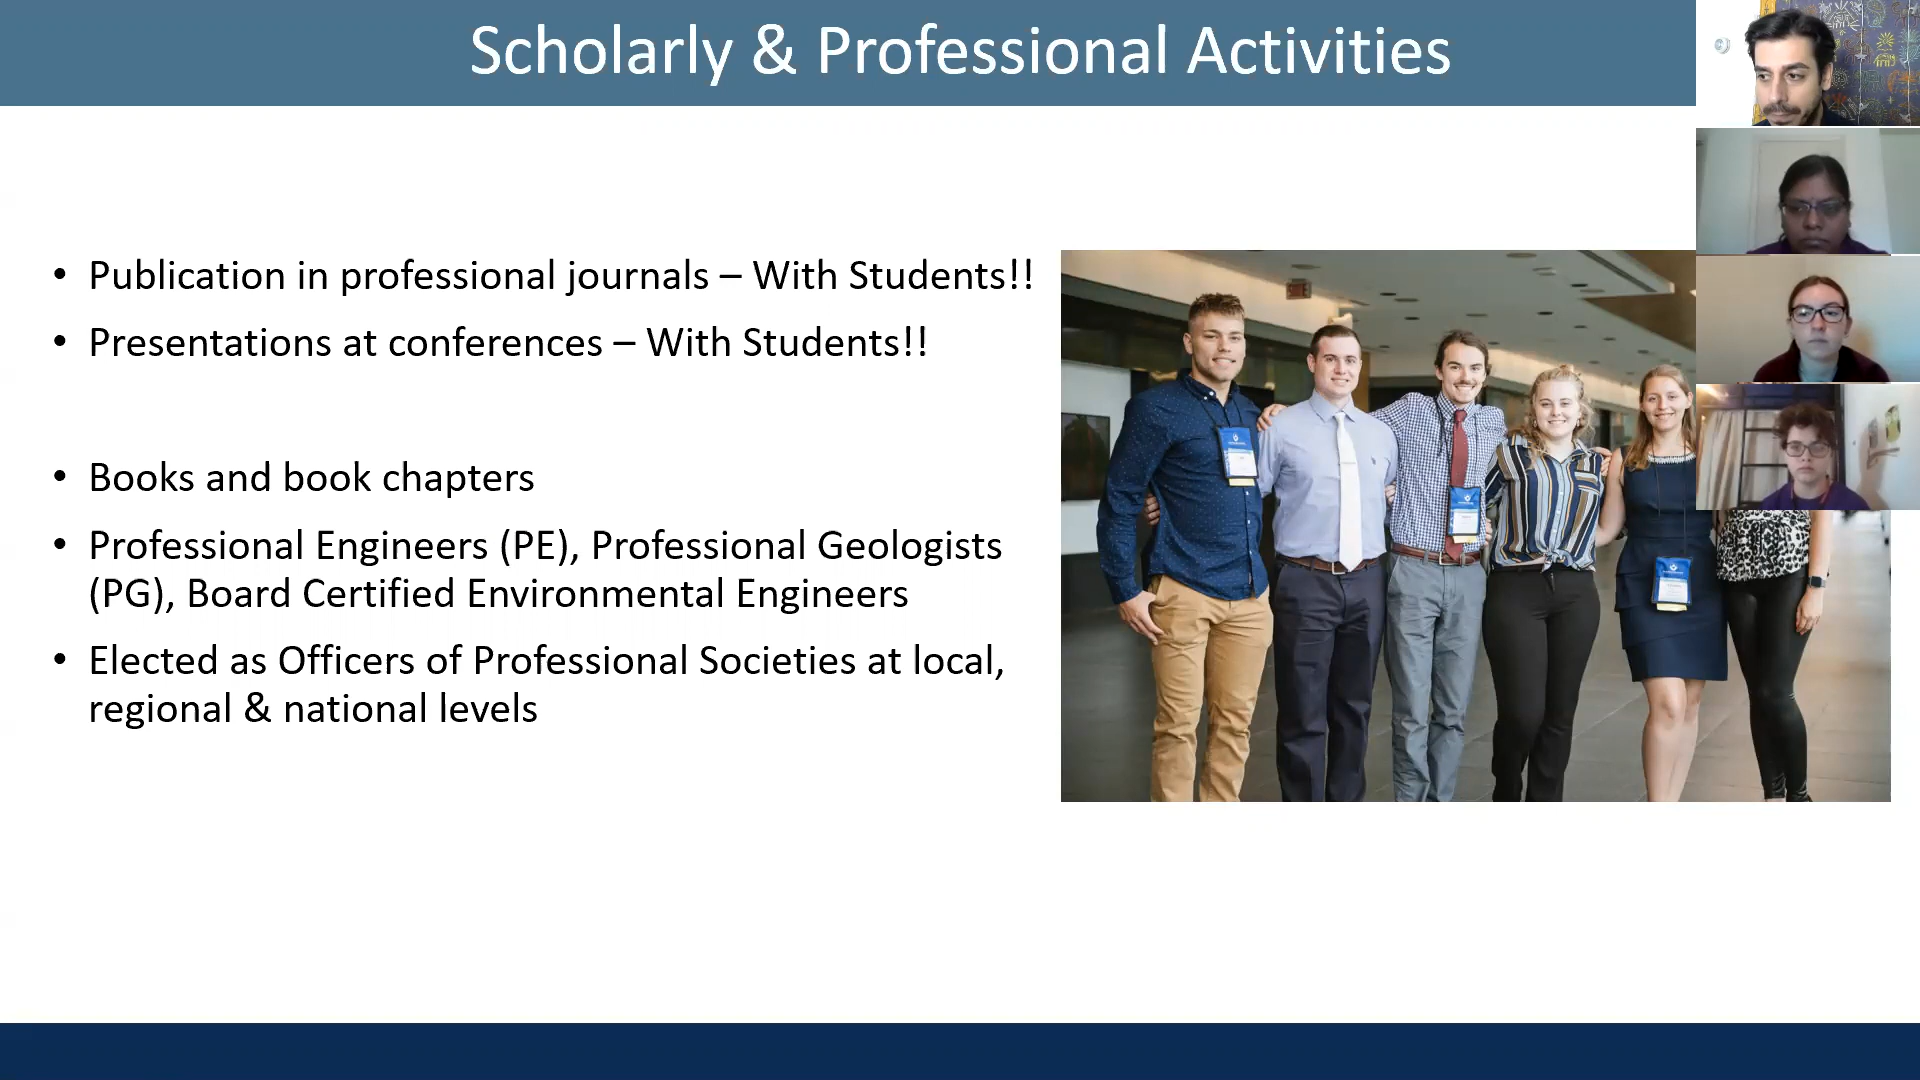 Scholarly & Professional Activities
• Publication in professional journals – With Students!!
• Presentations at conferences – With Students!!
• Books and book chapters
• Professional Engineers (PE), Professional Geologists
(PG), Board Certified Environmental Engineers
• Elected as Officers of Professional Societies at local,
regional & national levels